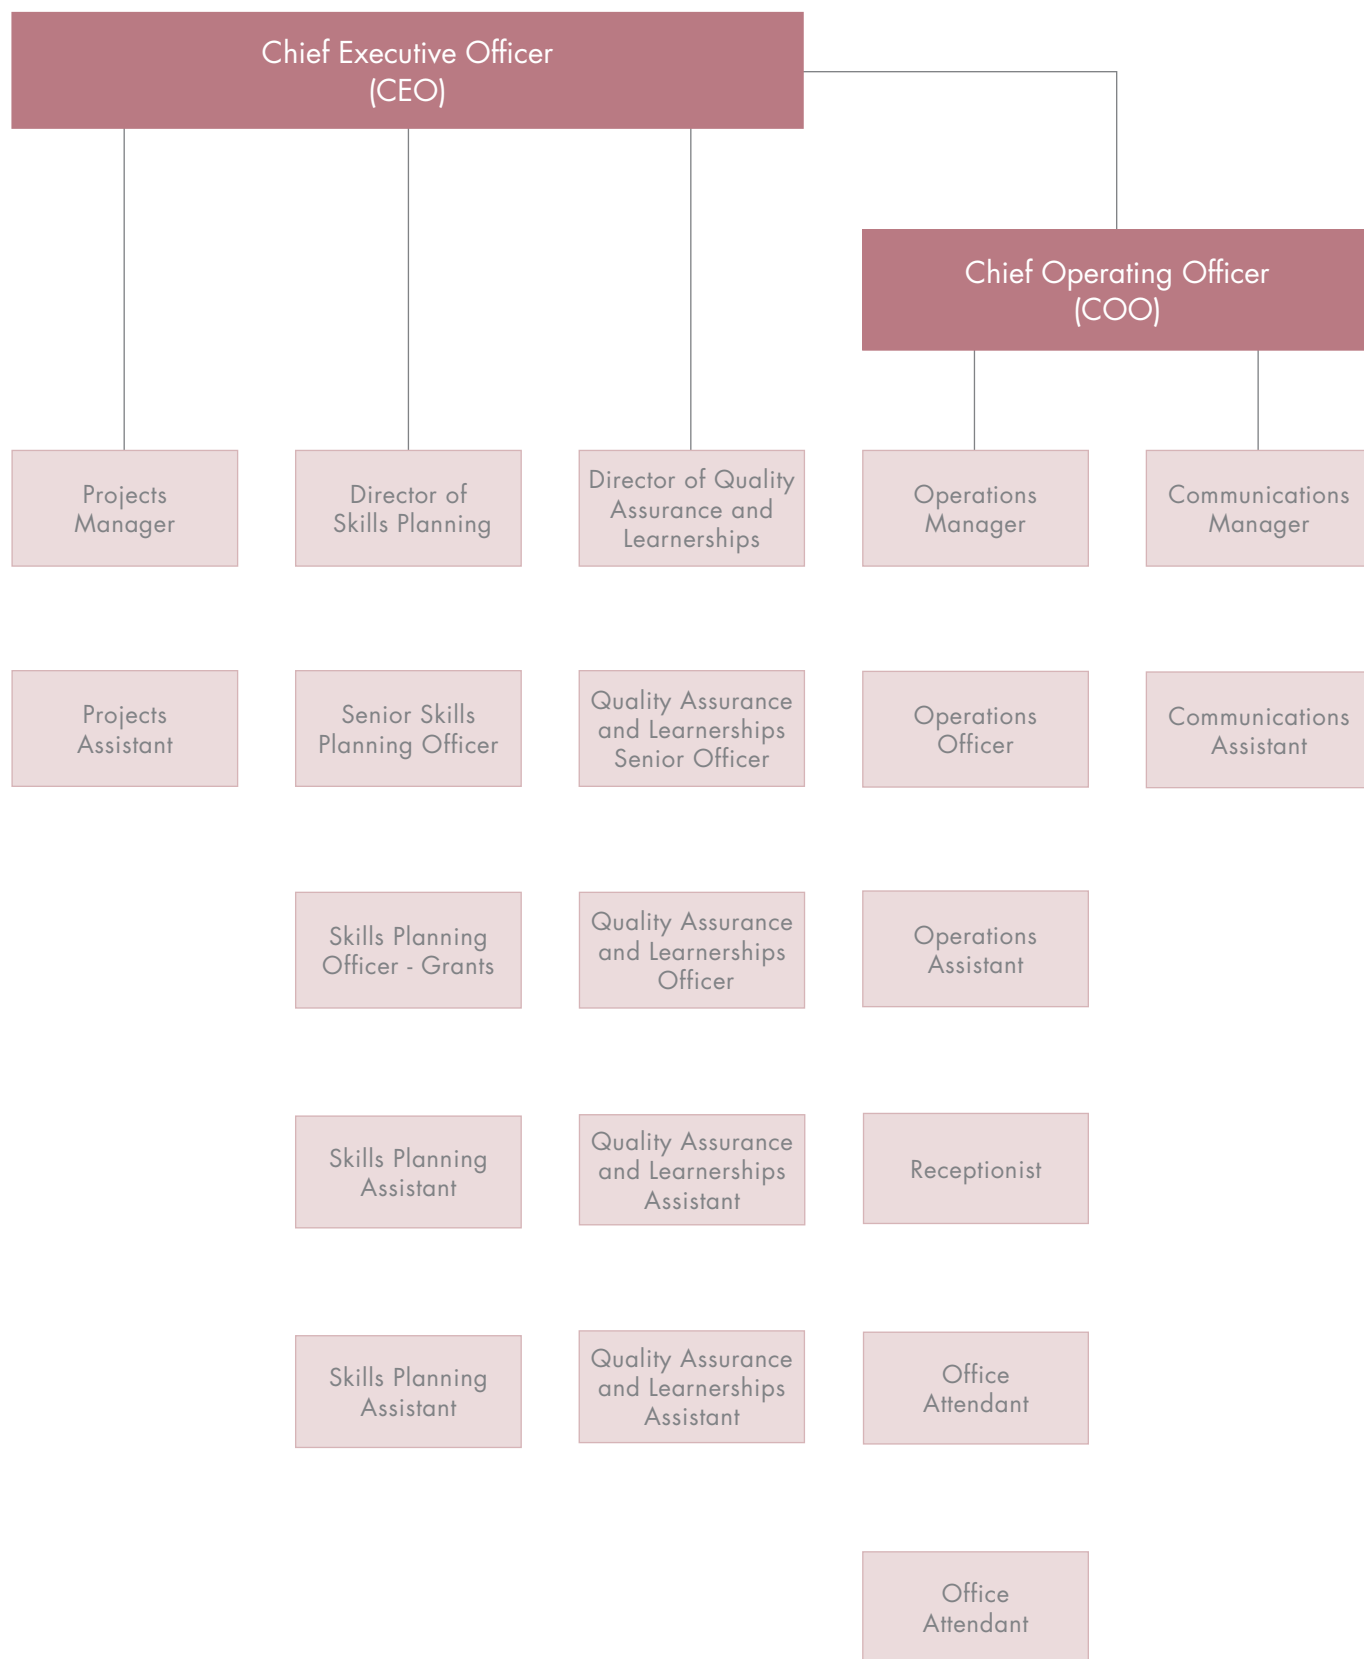 Chief Executive Officer
(CEO)
Chief Operating Officer
(COO)
Projects
Manager
Director of
Skills Planning
Director of Quality
Assurance and
Learnerships
Operations
Manager
Communications
Manager
Projects
Assistant
Senior Skills
Planning Officer
Quality Assurance
and Learnerships
Senior Officer
Operations
Officer
Communications
Assistant
Skills Planning
Officer - Grants
Quality Assurance
and Learnerships
Officer
Operations
Assistant
Skills Planning
Assistant
Quality Assurance
and Learnerships
Assistant
Receptionist
Skills Planning
Assistant
Quality Assurance
and Learnerships
Assistant
Office
Attendant
Office
Attendant